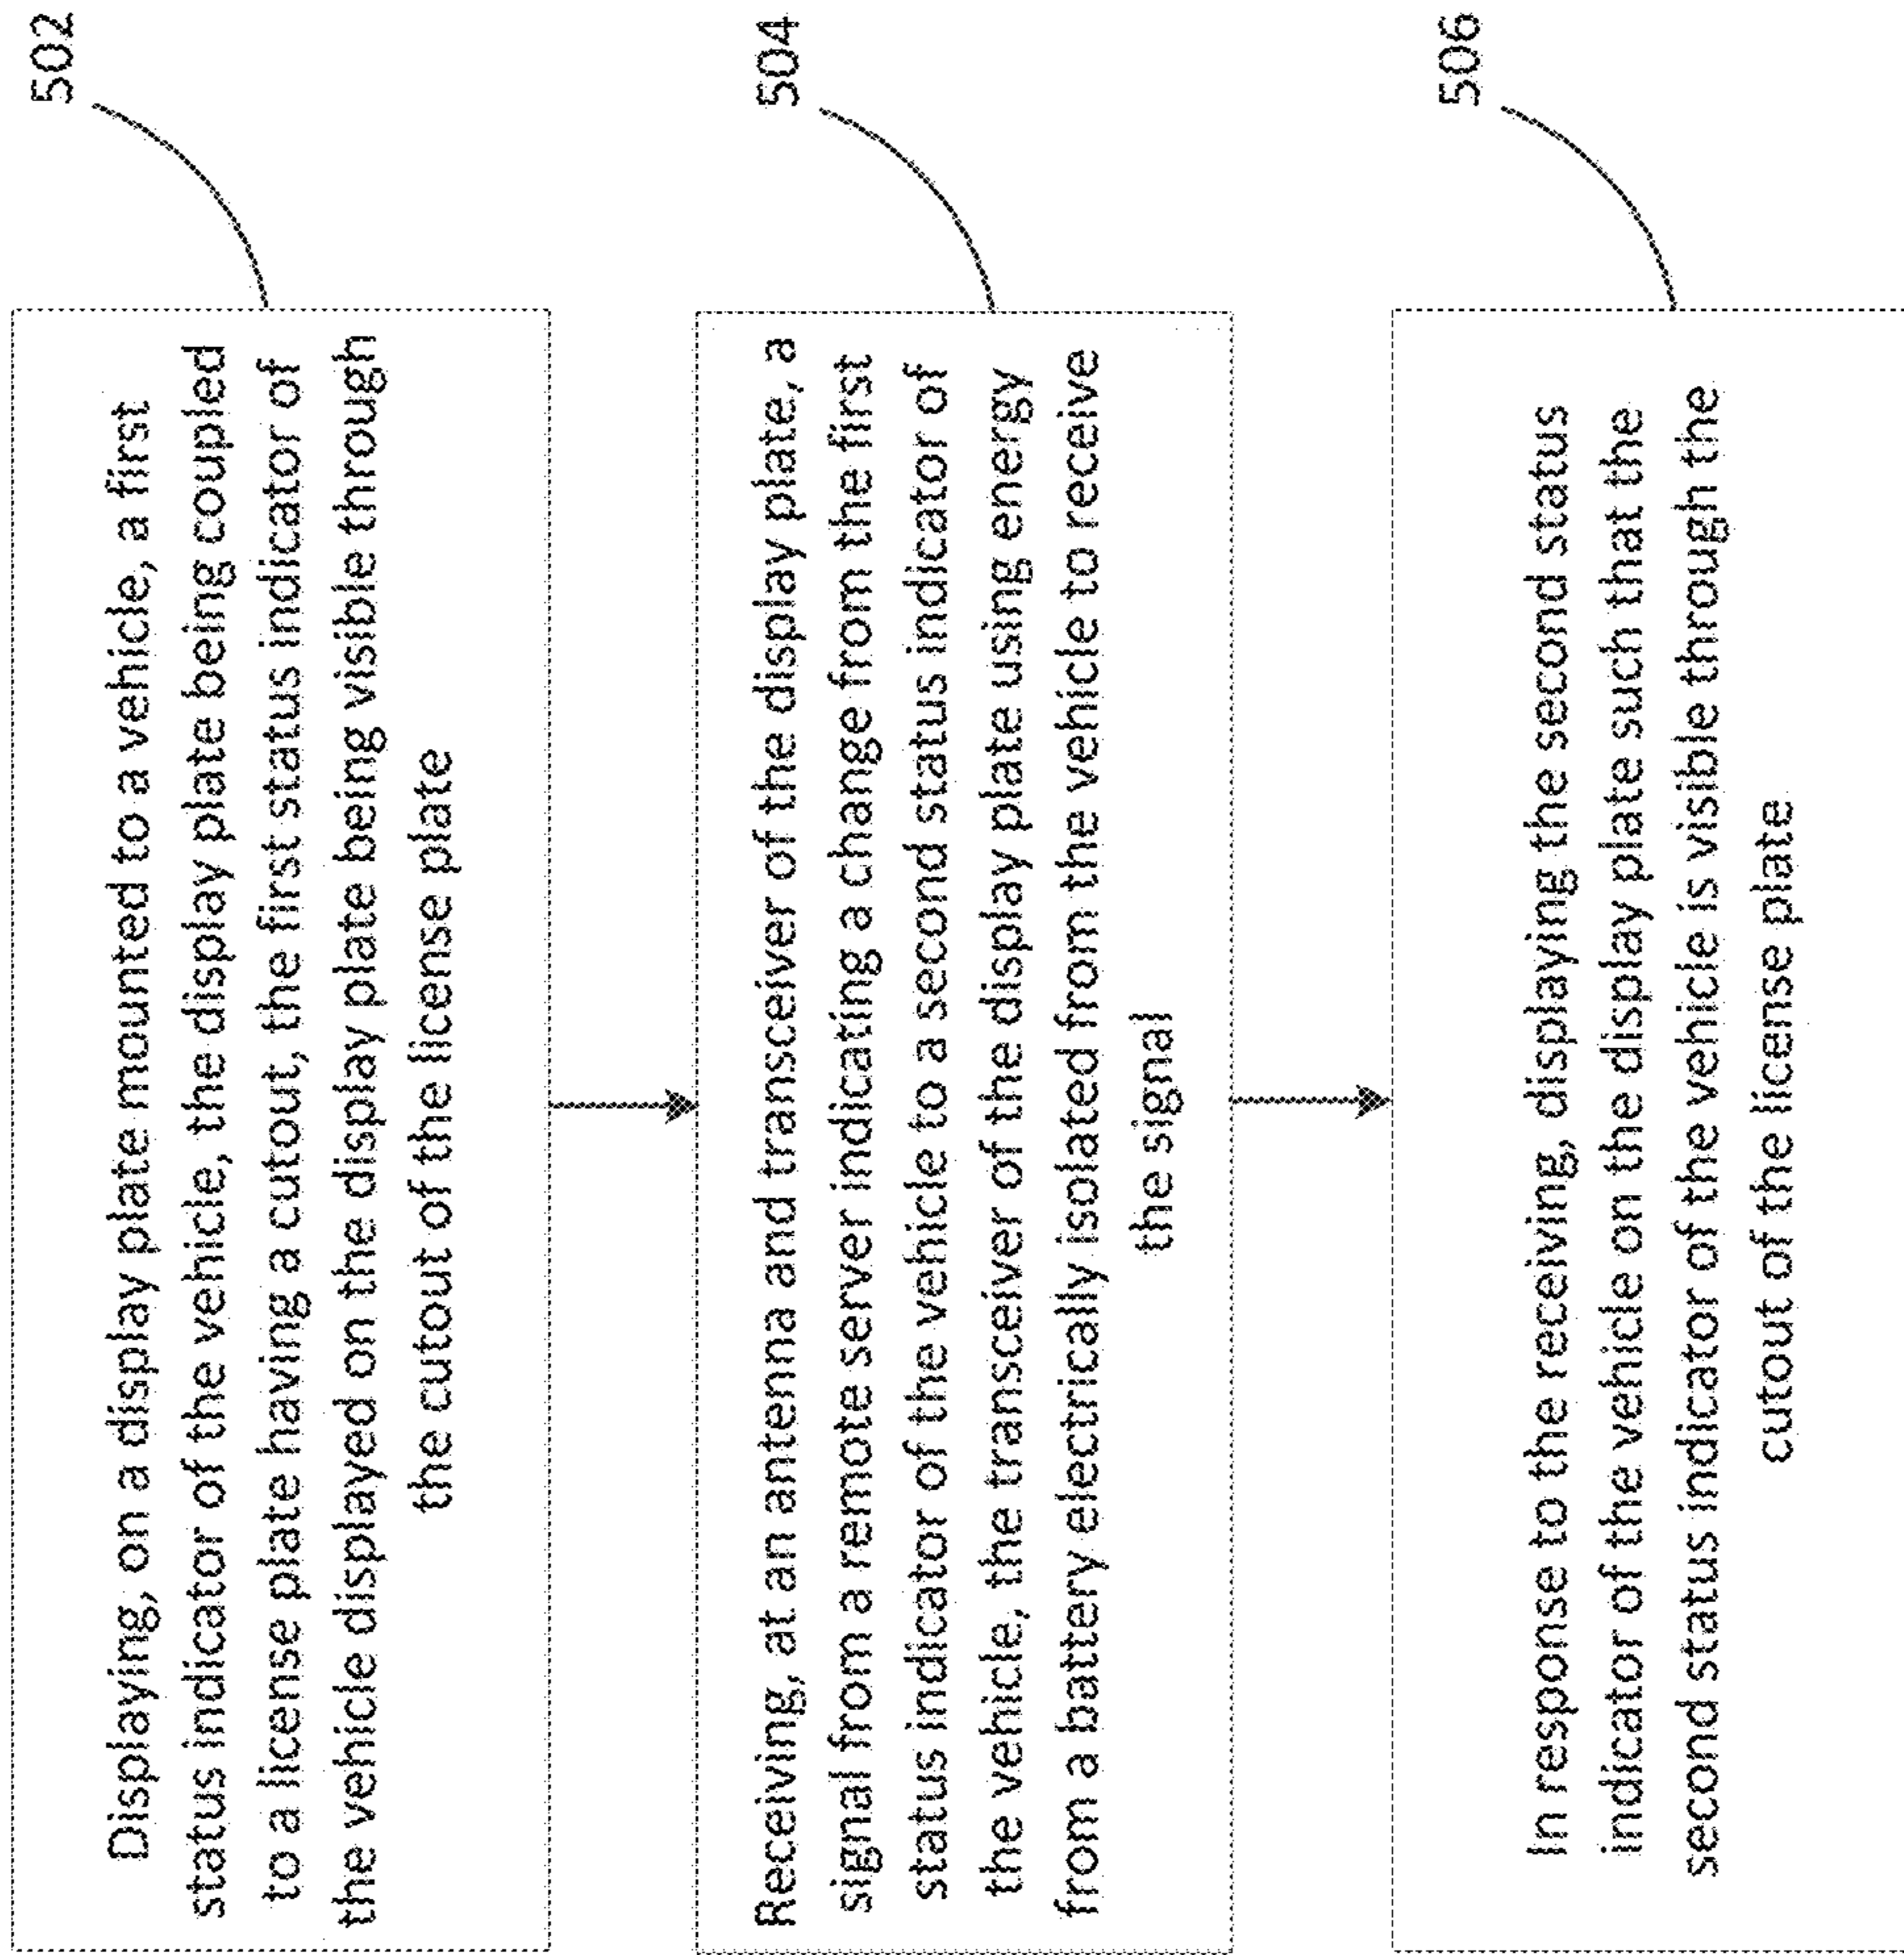 502
Displaying, on a display plate mounted to a vehicle, a first
status indicator of the vehicle, the display plate being coupled
to a license plate having a cutout, the first status indicator of
the vehicle displayed on the display plate being visible through
the cutout of the license plate
504
Receiving, at an antenna and transceiver of the display plate, a
signal from a remote server indicating a change from the first
status indicator of the vehicle to a second status indicator of
the vehicle, the transceiver of the display plate using energy
from a battery electrically isolated from the vehicle to receive
the signal
506
In response to the receiving, displaying the second status
indicator of the vehicle on the display plate such that the
second status indicator of the vehicle is visible through the
cutout of the license plate